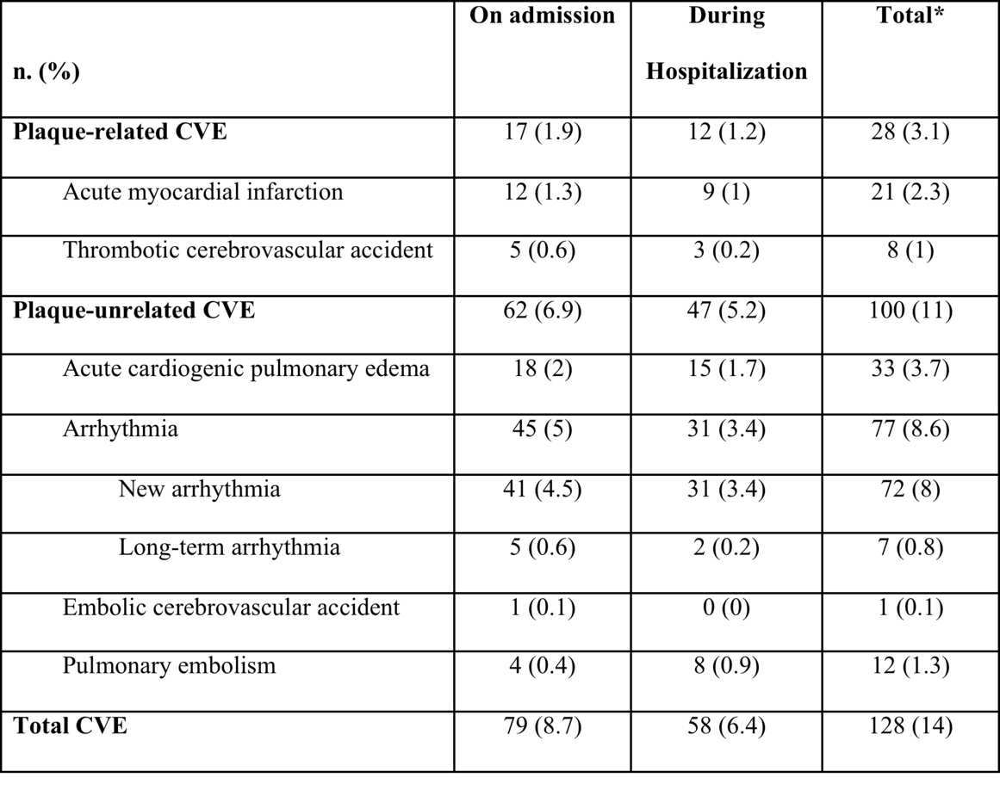 On admission During Total*
n. (%) Hospitalization
Plaque-related CVE 17 (1.9) 12 (1.2) 28 (3.1)
Acute myocardial infarction 12 (1.3) 9 (1) 21 (2.3)
Thrombotic cerebrovascular accident 5 (0.6) 3 (0.2) 8 (1)
Plaque-unrelated CVE 62 (6.9) 47 (5.2) 100 (11)
Acute cardiogenic pulmonary edema 18 (2) 15 (1.7) 33 (3.7)
Arrhythmia 45 (5) 31 (3.4) 77 (8.6)
New arrhythmia 41 (4.5) 31 (3.4) 72 (8)
Long-term arrhythmia 5 (0.6) 2 (0.2) 7 (0.8)
Embolic cerebrovascular accident 1 (0.1) 0 (0) 1 (0.1)
Pulmonary embolism 4 (0.4) 8 (0.9) 12 (1.3)
Total CVE 79 (8.7) 58 (6.4) 128 (14)